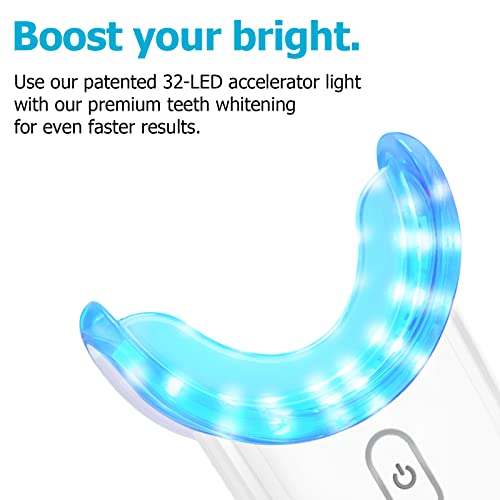 Boost your bright.
Use our patented 32-LED accelerator light
with our premium teeth whitening
for even faster results.